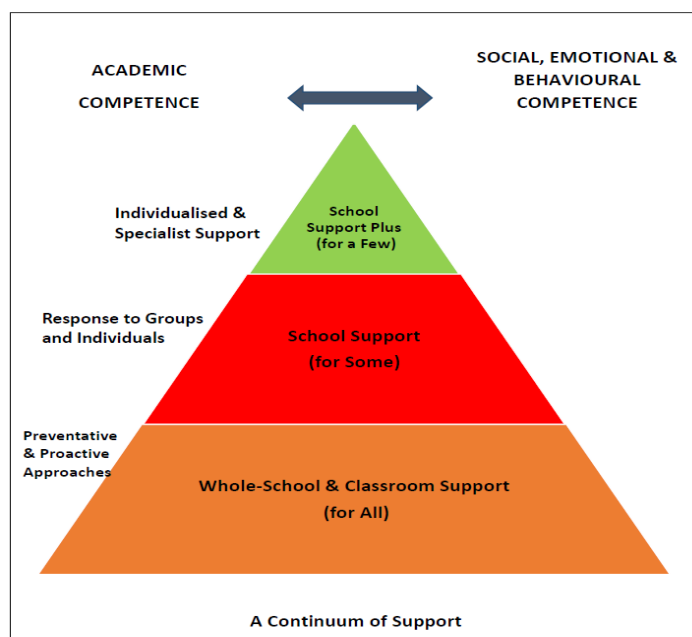 ACADEMIC
COMPETENCE
SOCIAL, EMOTIONAL &
BEHAVIOURAL
COMPETENCE
Individualised &
Specialist Support
School
Support Plus
(for a Few)
Response to Groups
and Individuals
School Support
(for Some)
Preventative
& Proactive
Approaches
Whole-School & Classroom Support
(for All)
A Continuum of Support